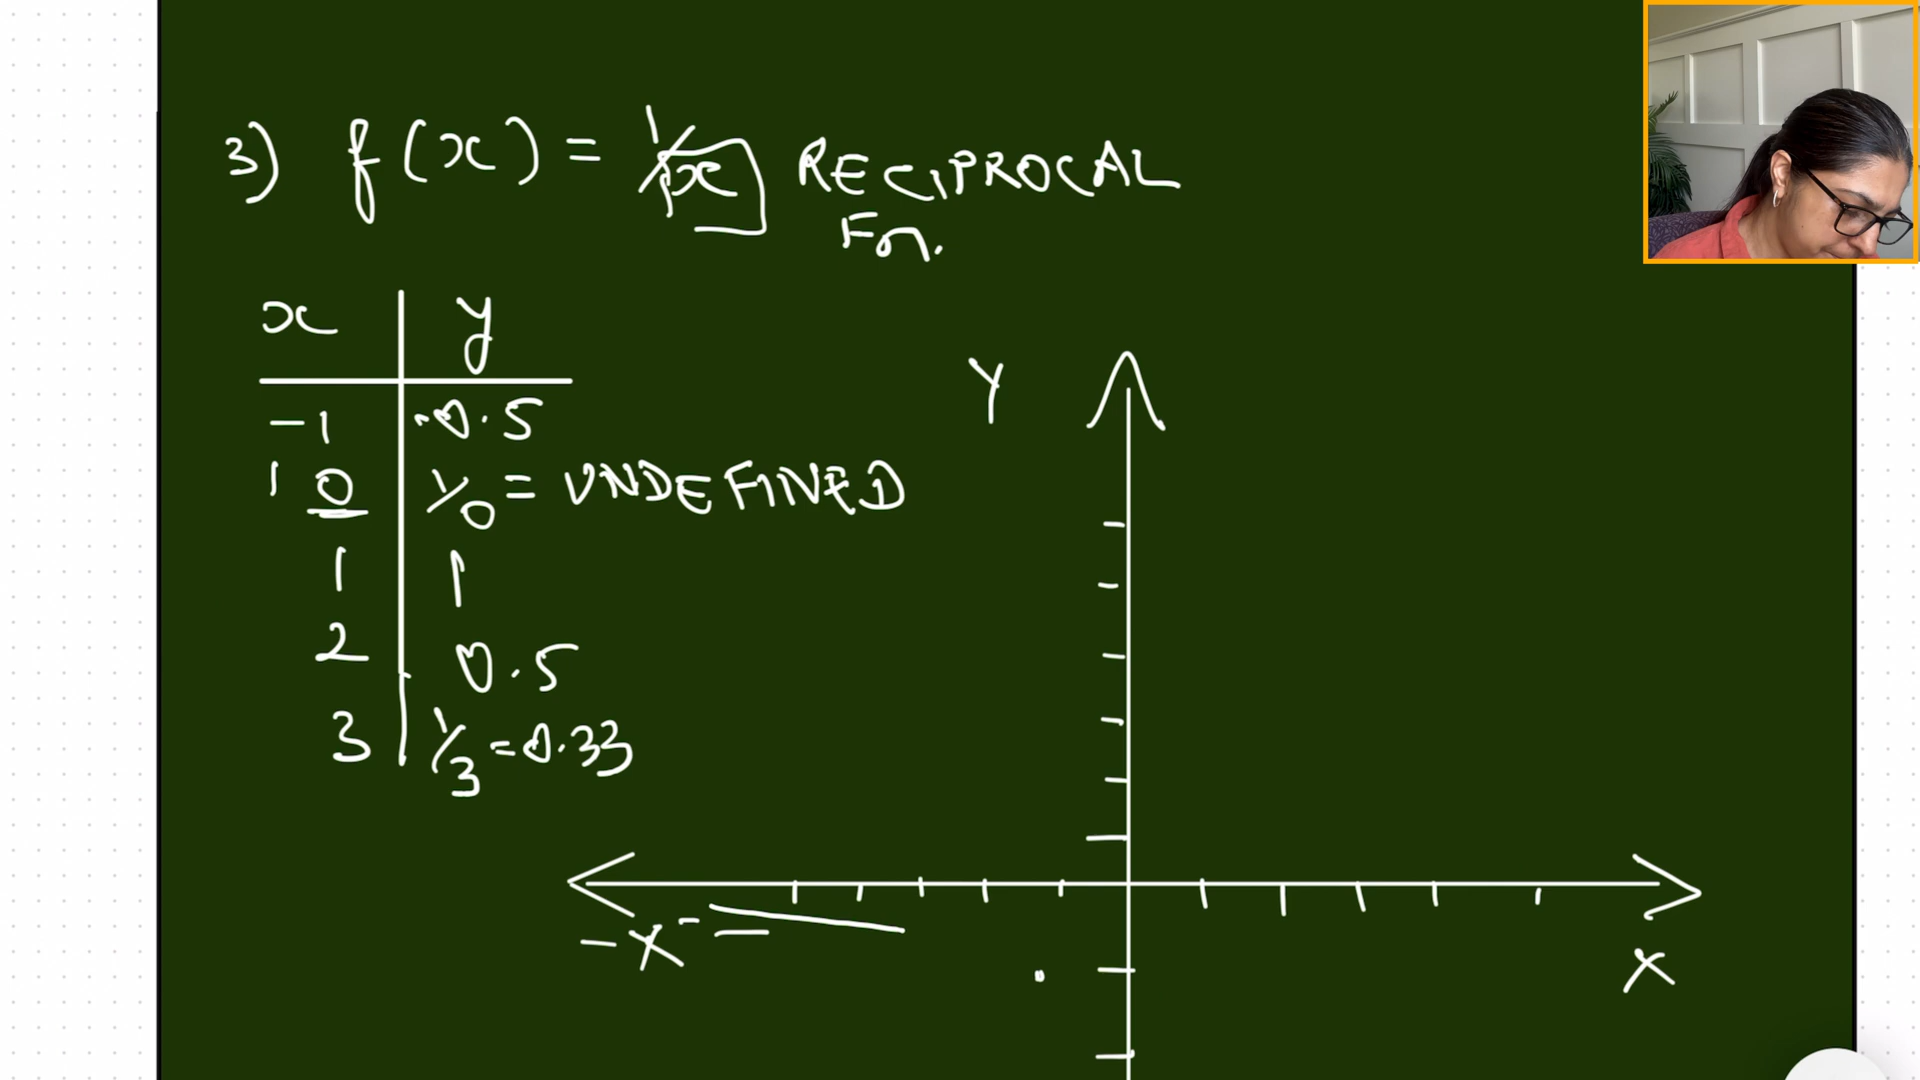 3) f(x) = 1/x RECIPROCAL
Fn.
x y
-1 -0.5
1 0 1/0 = UNDEFINED
1 1
2 0.5
3 1/3 = 0.33
Y
-X
X